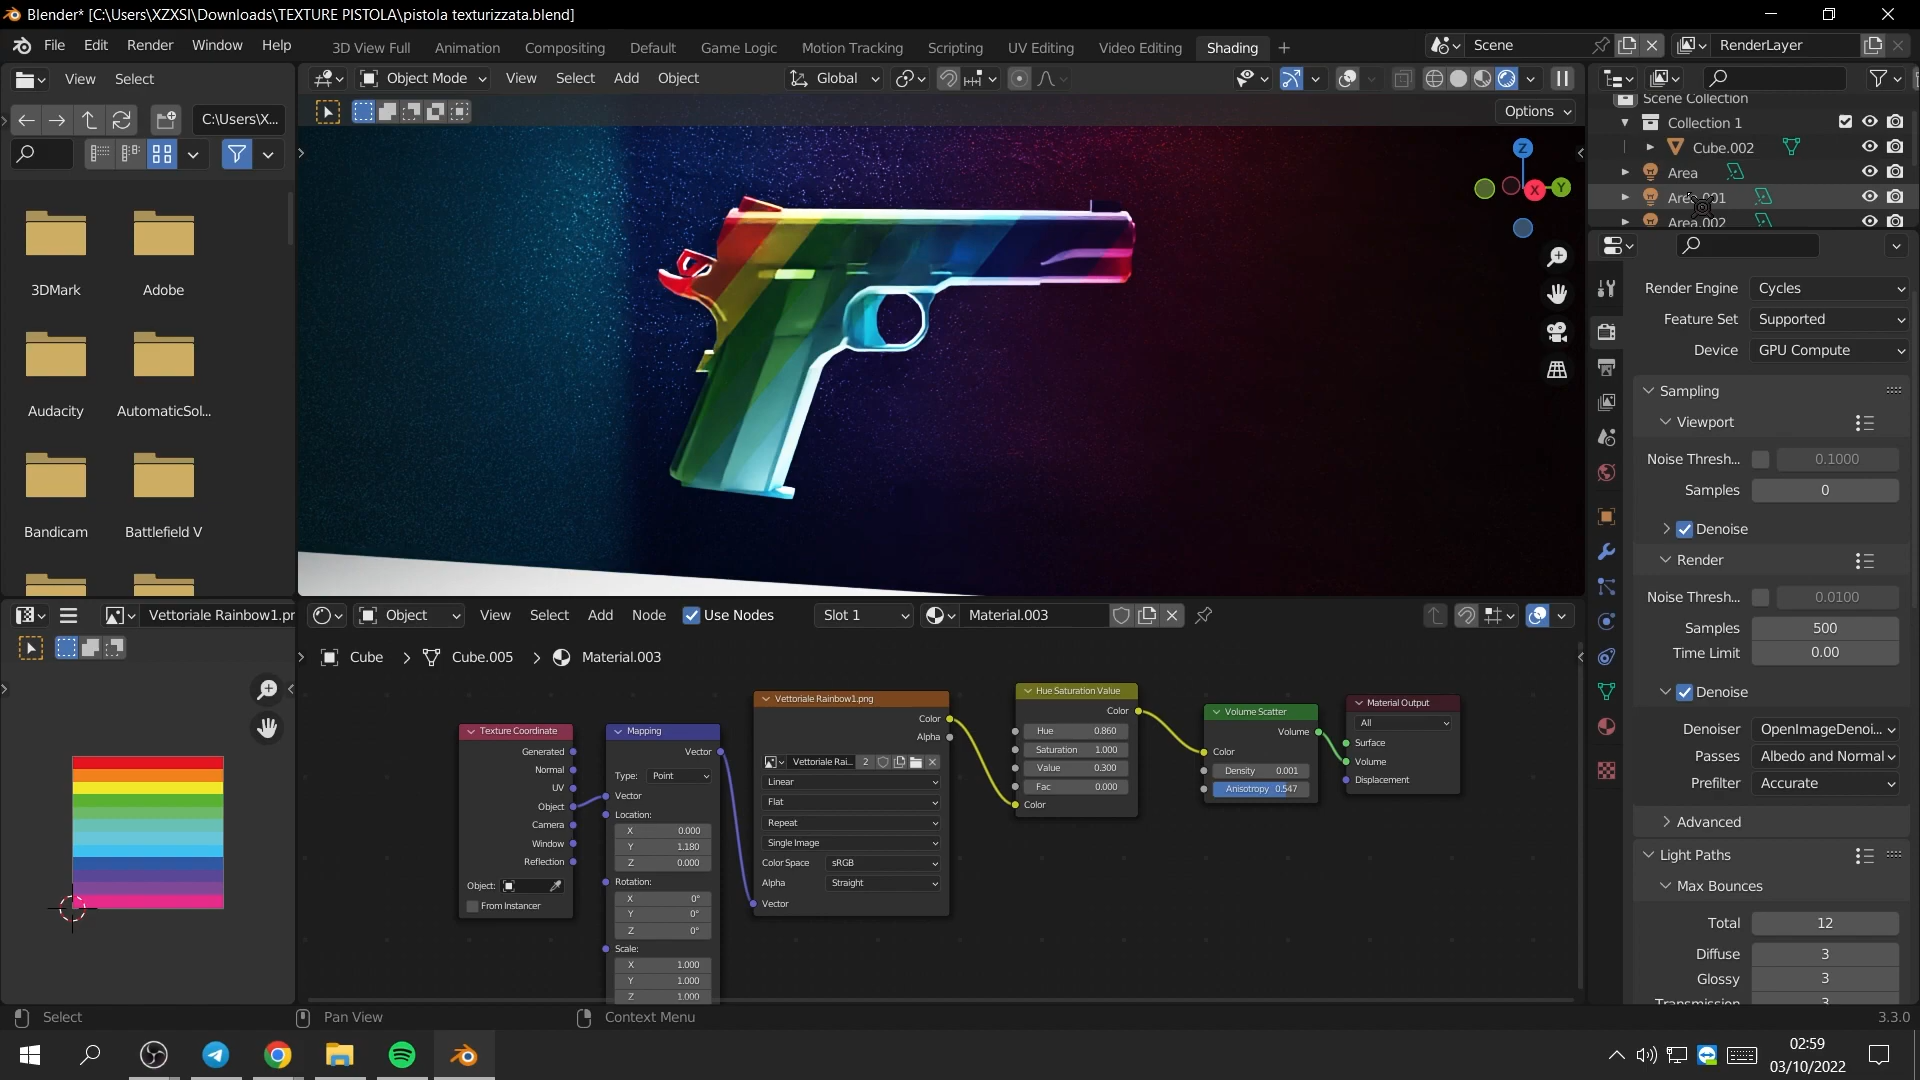 Blender* [C:\Users\XZXSI\Downloads\TEXTURE PISTOLA\pistola texturizzata.blend]
File Edit Render Window Help
3D View Full Animation Compositing Default Game Logic Motion Tracking Scripting UV Editing Video Editing Shading
Scene
RenderLayer
View Select
Object Mode View Select Add Object
Global
Options
C:\Users\X...
3DMark Adobe
Audacity AutomaticSol...
Bandicam Battlefield V
Z
X
Y
Scene Collection
Collection 1
Cube.002
Area
Area.001
Area.002
Render Engine Cycles
Feature Set Supported
Device GPU Compute
Sampling
Viewport
Noise Thresh... 0.1000
Samples 0
Denoise
Render
Noise Thresh... 0.0100
Samples 500
Time Limit 0.00
Denoise
Denoiser OpenImageDenoi...
Passes Albedo and Normal
Prefilter Accurate
Advanced
Light Paths
Max Bounces
Total 12
Diffuse 3
Glossy 3
Transmission 3
Vettoriale Rainbow1.pr
Object View Select Add Node Use Nodes Slot 1 Material.003
Cube > Cube.005 > Material.003
Texture Coordinate
Generated
Normal
UV
Object
Camera
Window
Reflection
Object:
From Instancer
Mapping
Vector
Type: Point
Vector
Location:
X 0.000
Y 1.180
Z 0.000
Rotation:
X 0°
Y 0°
Z 0°
Scale:
X 1.000
Y 1.000
Z 1.000
Vettoriale Rainbow1.png
Color
Alpha
Vettoriale Rai... 2
Linear
Flat
Repeat
Single Image
Color Space sRGB
Alpha Straight
Vector
Hue Saturation Value
Color
Hue 0.860
Saturation 1.000
Value 0.300
Fac 0.000
Color
Volume Scatter
Volume
Color
Density 0.001
Anisotropy 0.547
Material Output
All
Surface
Volume
Displacement
Select
Pan View
Context Menu
3.3.0
02:59
03/10/2022